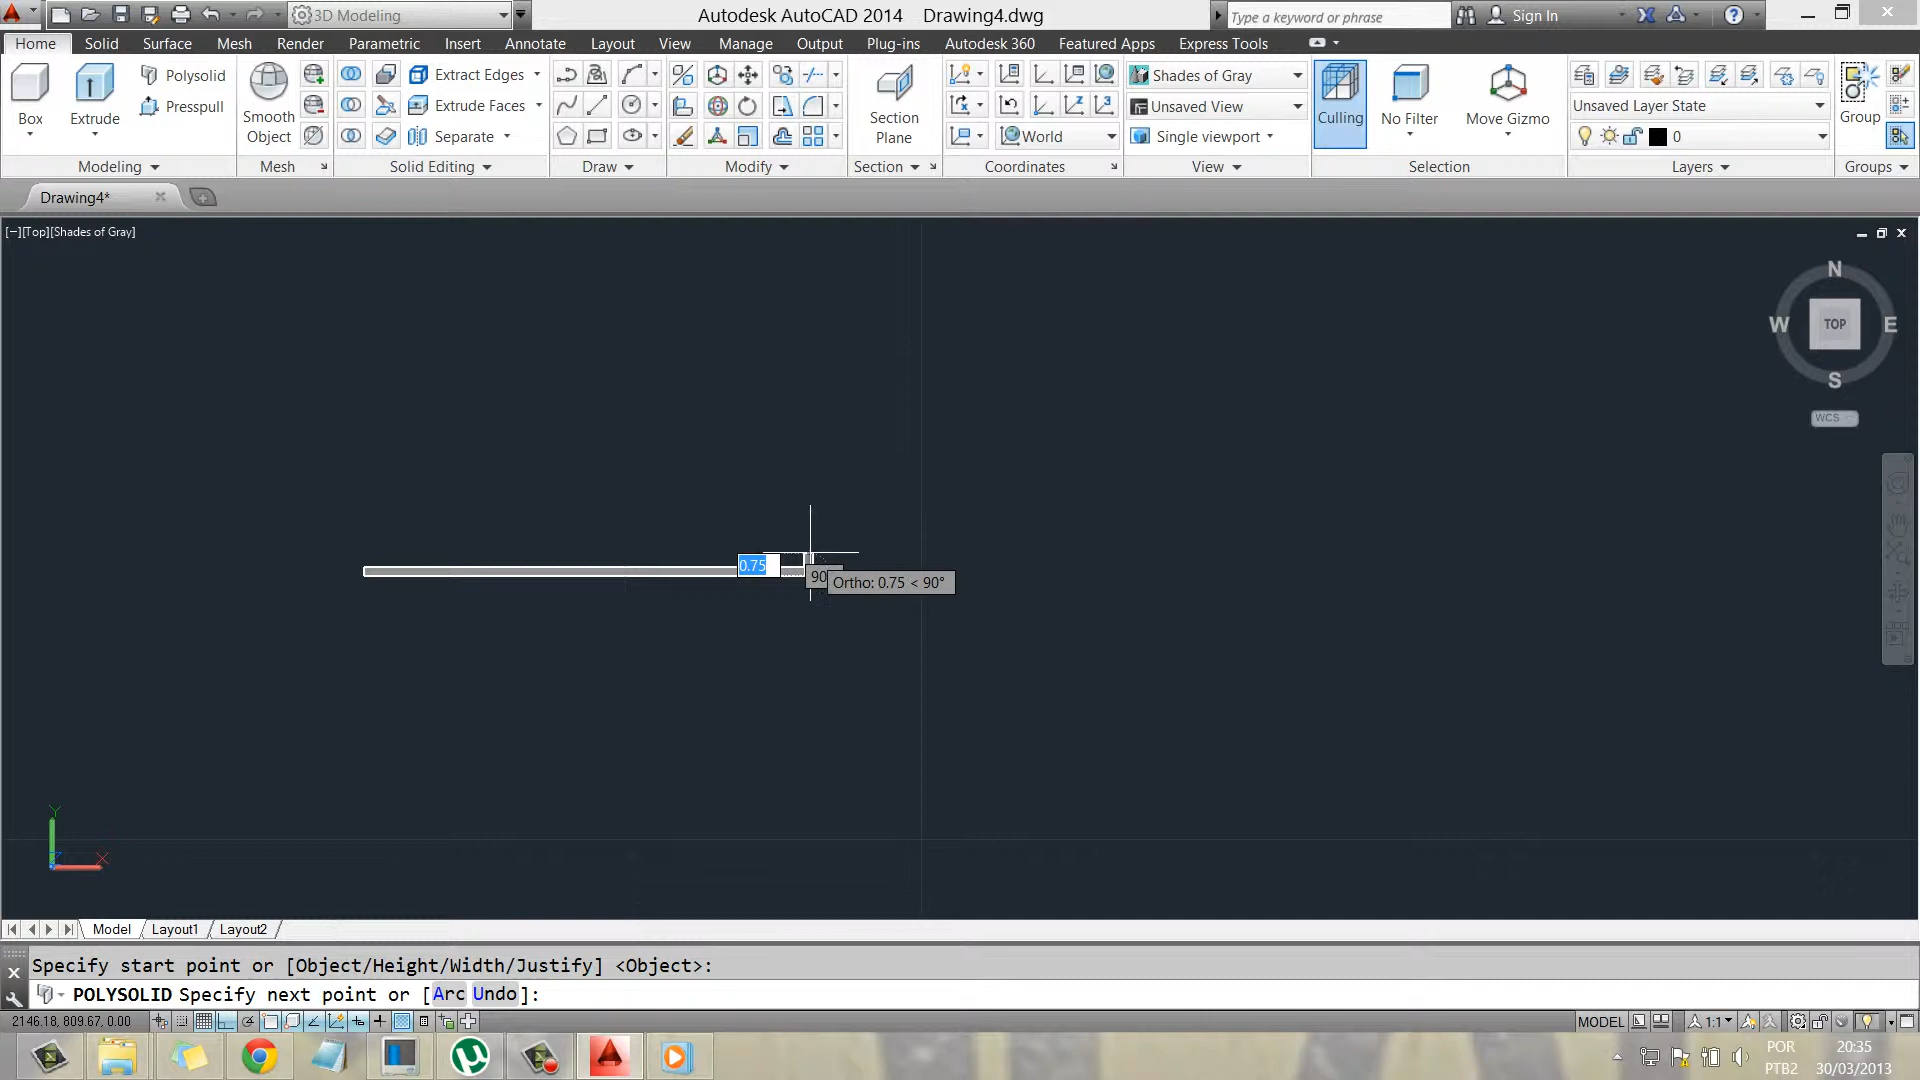 3D Modeling
Autodesk AutoCAD 2014 Drawing4.dwg
Type a keyword or phrase
Sign In
Home Solid Surface Mesh Render Parametric Insert Annotate Layout View Manage Output Plug-ins Autodesk 360 Featured Apps Express Tools
Box
Extrude
Polysolid
Presspull
Smooth
Object
Extract Edges
Extrude Faces
Separate
Section
Plane
World
Shades of Gray
Unsaved View
Single viewport
Culling
No Filter
Move Gizmo
Unsaved Layer State
0
Group
Modeling Mesh Solid Editing Draw Modify Section Coordinates View Selection Layers Groups
Drawing4*
[−][Top][Shades of Gray]
N
W TOP E
S
WCS
0.75
90
Ortho: 0.75 < 90°
Y
X
Model Layout1 Layout2
Specify start point or [Object/Height/Width/Justify] <Object>:
POLYSOLID Specify next point or [Arc Undo]:
2146.18, 809.67, 0.00
MODEL
1:1
POR
PTB2
20:35
30/03/2013